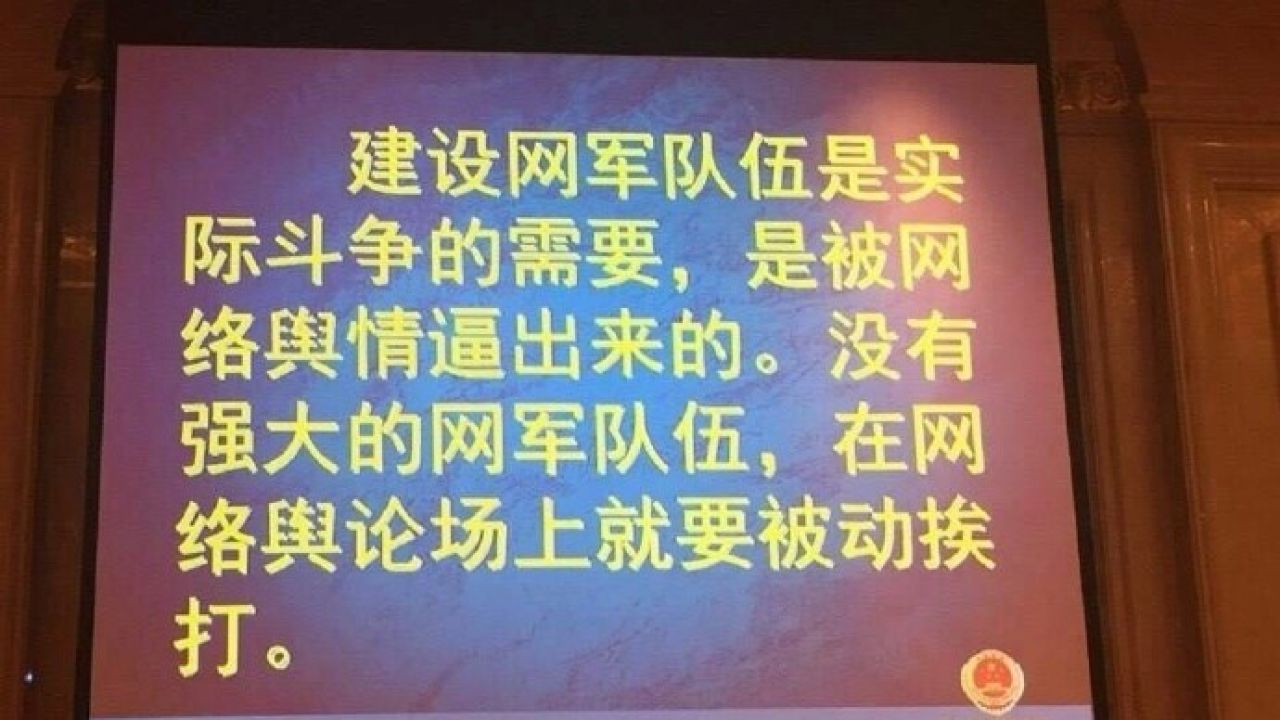 建设网军队伍是实
际斗争的需要，是被网
络舆情逼出来的。没有
强大的网军队伍，在网
络舆论场上就要被动挨
打。